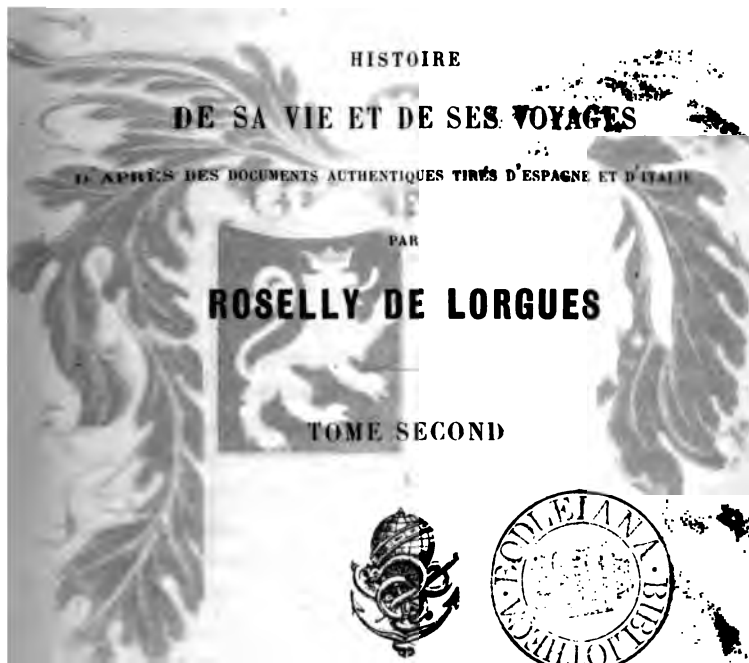 HISTOIRE
DE SA VIE ET DE SES VOYAGES
D'APRÈS DES DOCUMENTS AUTHENTIQUES TIRÉS D'ESPAGNE ET D'ITALIE
PAR
ROSELLY DE LORGUES
TOME SECOND
BODLEIANA BIBLIOTHECA